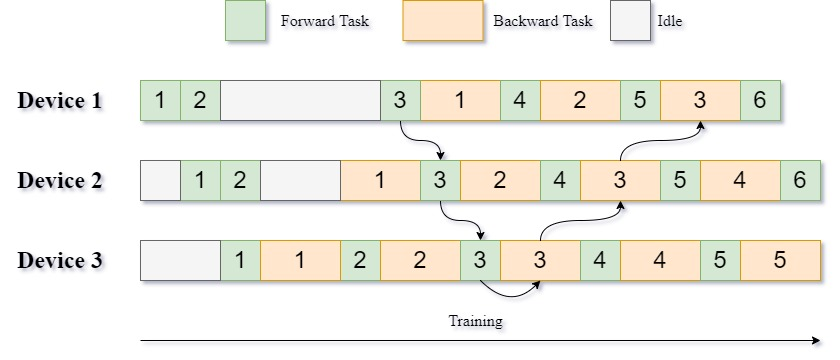 Forward Task Backward Task Idle
Device 1 1 2 3 1 4 2 5 3 6
Device 2 1 2 1 3 2 4 3 5 4 6
Device 3 1 1 2 2 3 3 4 4 5 5
Training